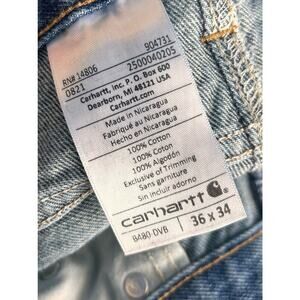 RN# 14806 904731
0821 2500040205
Carhartt, Inc. P. O. Box 600
Dearborn, MI 48121 USA
Carhartt.com
Made in Nicaragua
Fabriqué au Nicaragua
Hecho en Nicaragua
100% Cotton
100% Coton
100% Algodón
Exclusive of Trimming
Sans garniture
Sin incluir adorno
carhartt
BA80-DVB 36 x 34